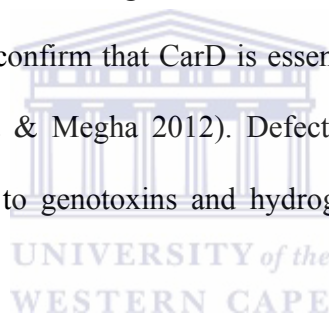 confirm that CarD is essen
& Megha 2012). Defect
to genotoxins and hydrog
UNIVERSITY of the
WESTERN CAPE